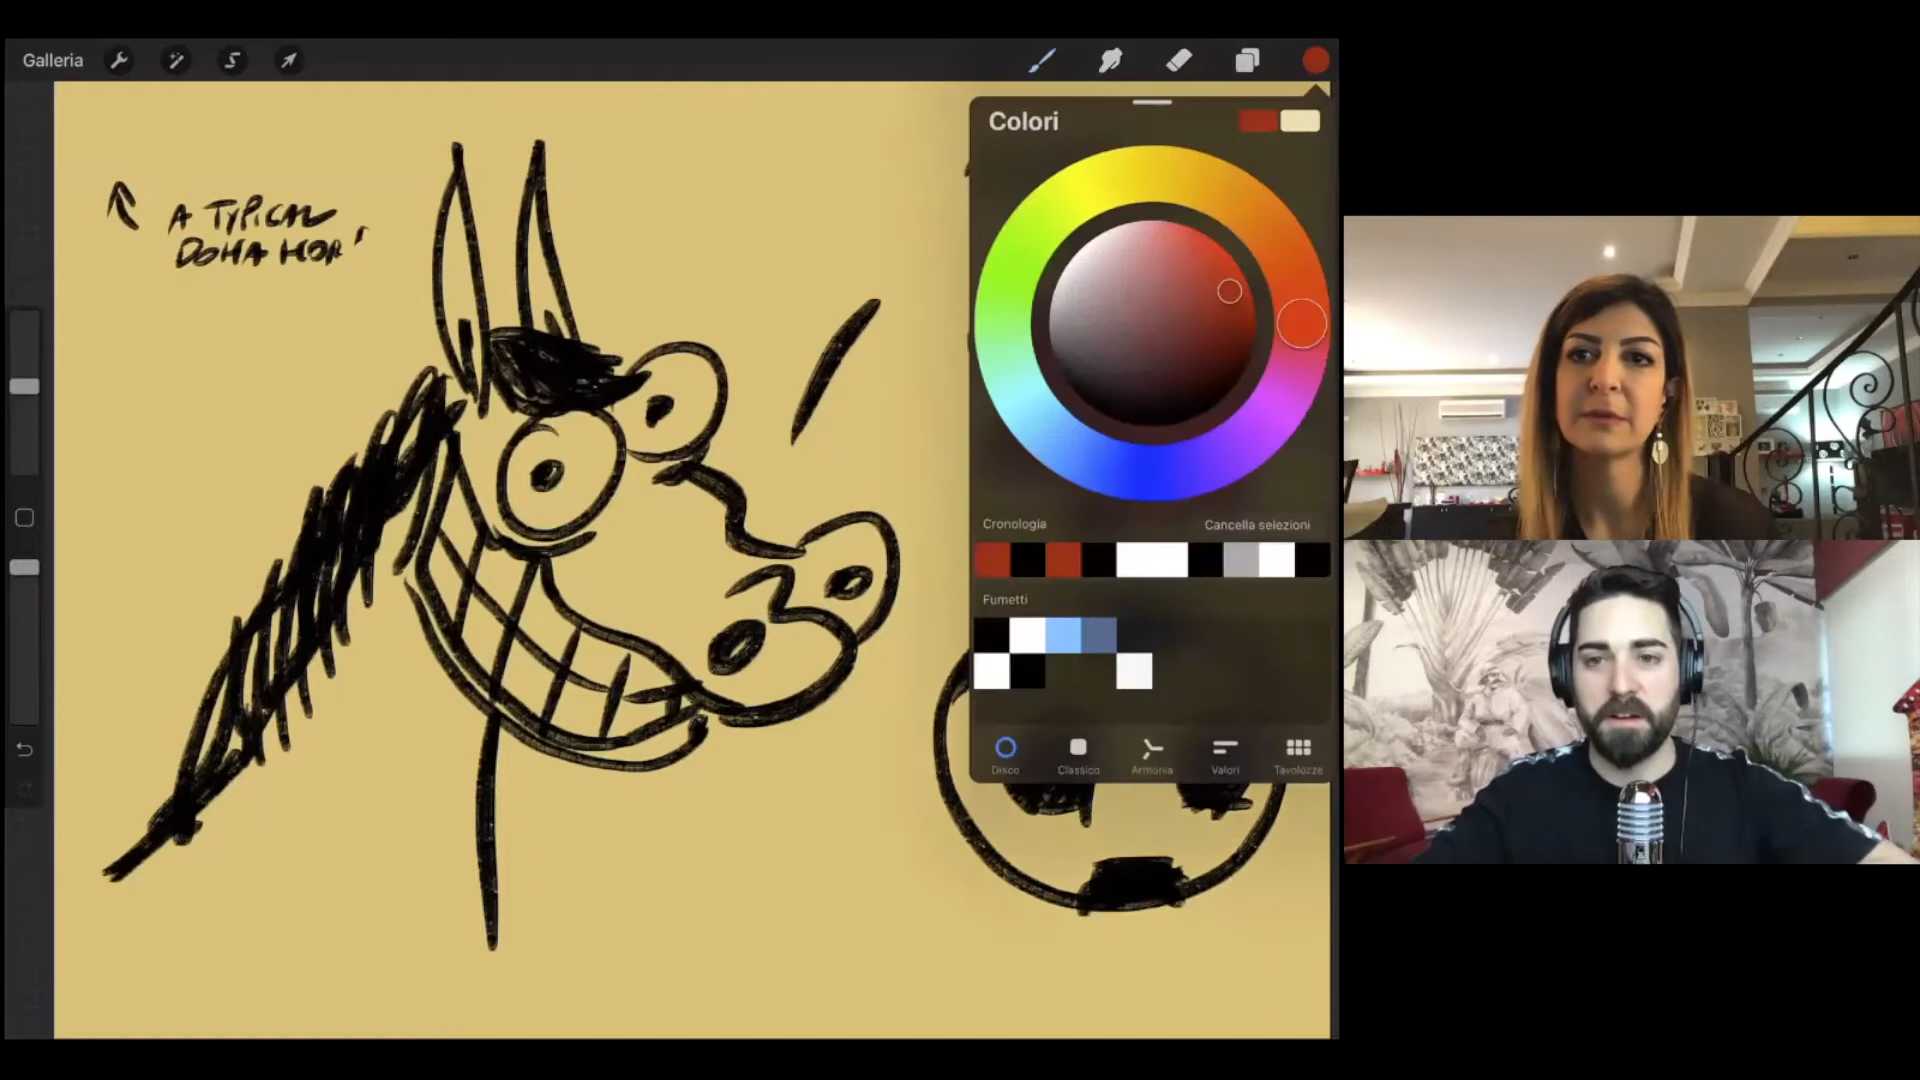 Galleria
Colori
A TYPICAL
DOHA HOR
Cronologia
Cancella selezioni
Fumetti
Disco
Classico
Armonia
Valori
Tavolozze